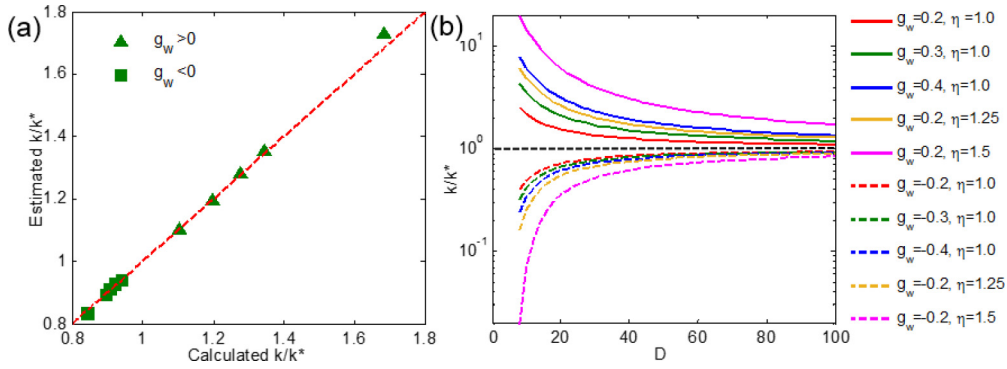 (a)
1.8
1.6
1.4
1.2
1
0.8
Estimated k/k*
g_w >0
g_w <0
0.8
1
1.2
1.4
1.6
1.8
Calculated k/k*
(b)
10^1
10^0
10^-1
k/k*
0
20
40
60
80
100
D
g_w=0.2, η=1.0
g_w=0.3, η=1.0
g_w=0.4, η=1.0
g_w=0.2, η=1.25
g_w=0.2, η=1.5
g_w=-0.2, η=1.0
g_w=-0.3, η=1.0
g_w=-0.4, η=1.0
g_w=-0.2, η=1.25
g_w=-0.2, η=1.5